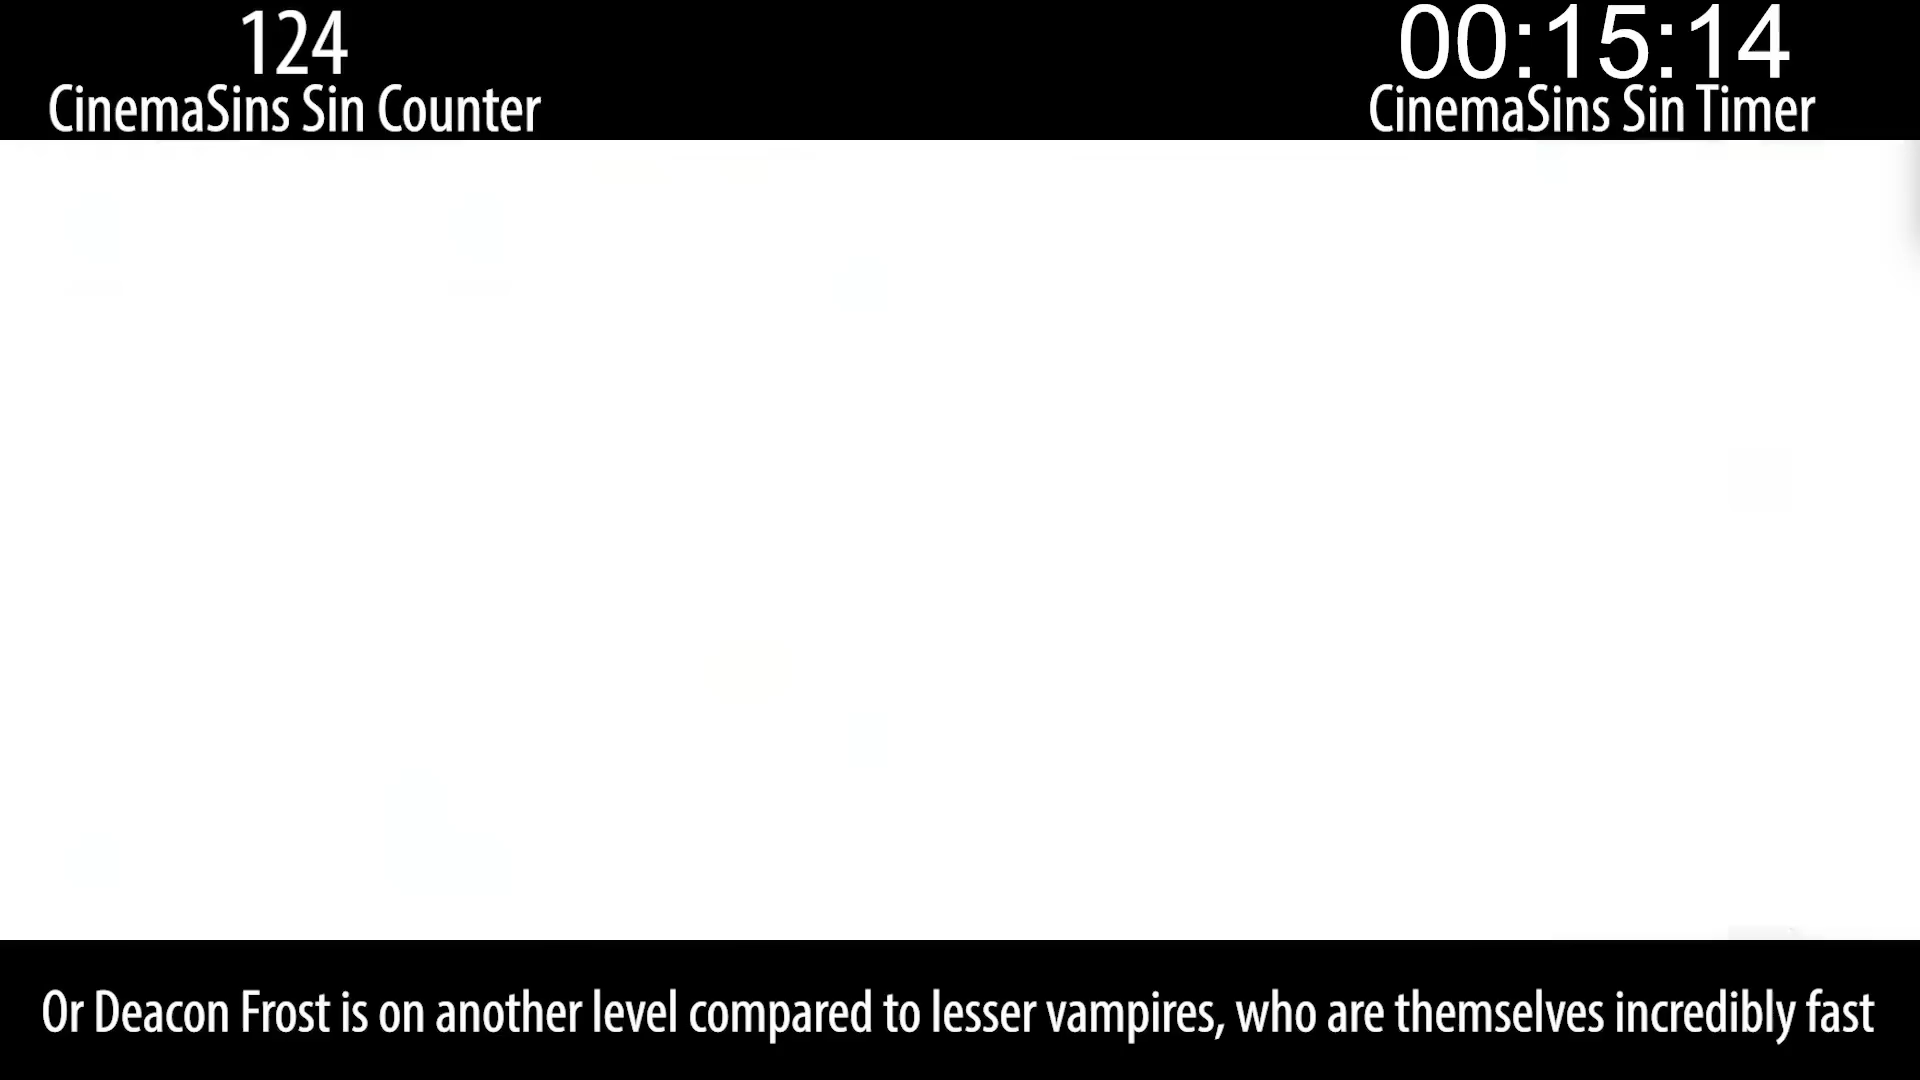 124
CinemaSins Sin Counter
00:15:14
CinemaSins Sin Timer
Or Deacon Frost is on another level compared to lesser vampires, who are themselves incredibly fast